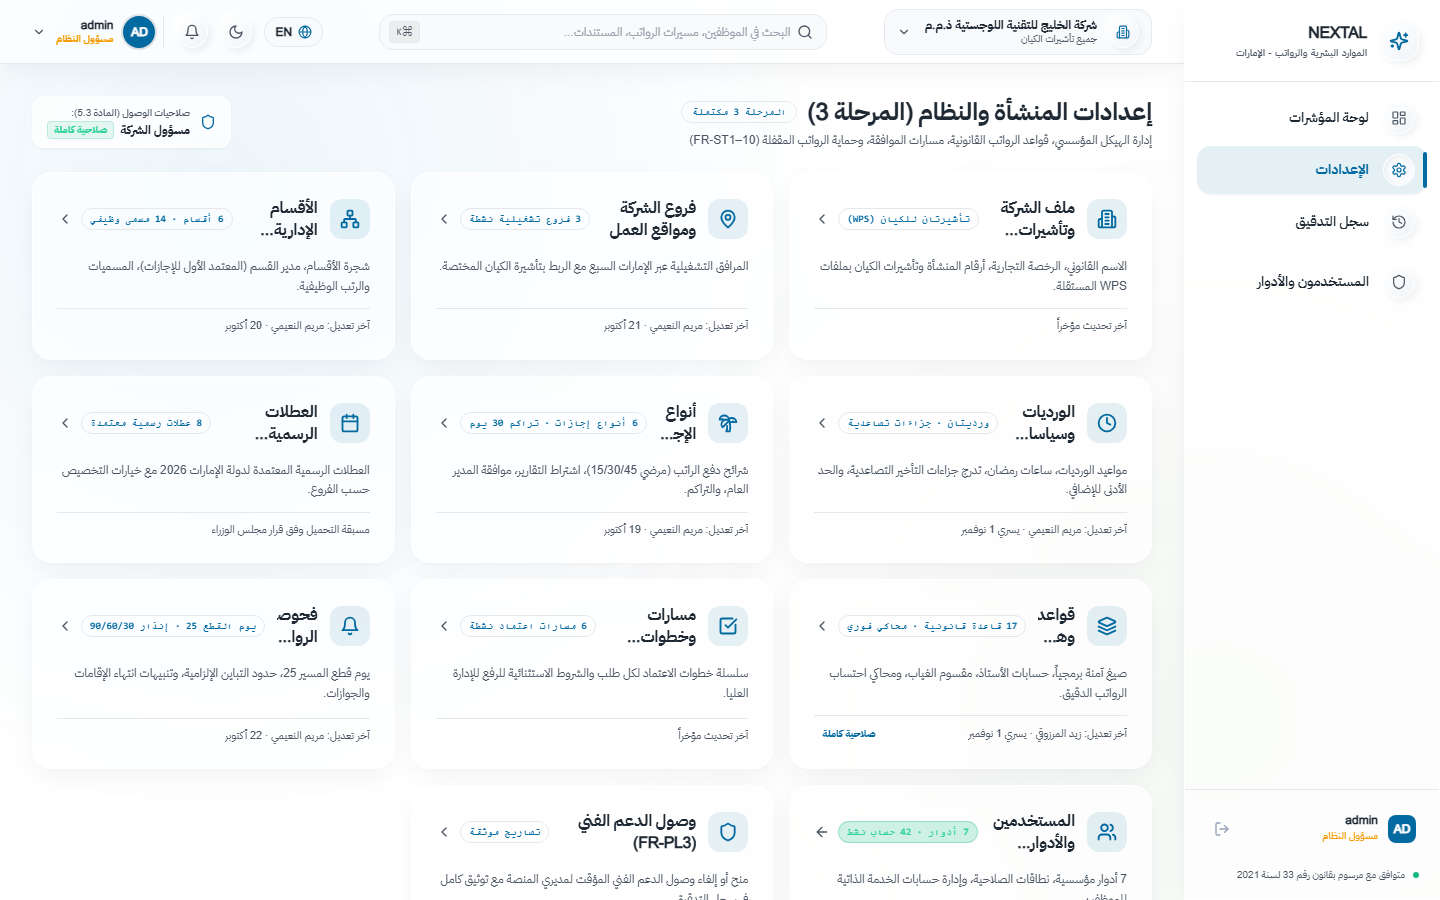 NEXTAL
الموارد البشرية والرواتب - الإمارات
لوحة المؤشرات
الإعدادات
سجل التدقيق
المستخدمون والأدوار
admin
مسؤول النظام
AD
متوافق مع مرسوم بقانون رقم 33 لسنة 2021
شركة الخليج للتقنية اللوجستية ذ.م.م
جميع تأشيرات الكيان
البحث في الموظفين، مسيرات الرواتب، المستندات...
⌘K
EN
AD
admin
مسؤول النظام
إعدادات المنشأة والنظام (المرحلة 3)
المرحلة 3 مكتملة
إدارة الهيكل المؤسسي، قواعد الرواتب القانونية، مسارات الموافقة، وحماية الرواتب المقفلة (FR-ST1–10)
صلاحيات الوصول (المادة 5.3):
مسؤول الشركة
صلاحية كاملة
ملف الشركة وتأشيرات...
تأشيرتان للكيان (WPS)
الاسم القانوني، الرخصة التجارية، أرقام المنشأة وتأشيرات الكيان بملفات
WPS المستقلة.
آخر تحديث مؤخراً
فروع الشركة ومواقع العمل
3 فروع تشغيلية نشطة
المرافق التشغيلية عبر الإمارات السبع مع الربط بتأشيرة الكيان المختصة.
آخر تعديل: مريم النعيمي · 21 أكتوبر
الأقسام الإدارية...
6 أقسام · 14 مسمى وظيفي
شجرة الأقسام، مدير القسم (المعتمد الأول للإجازات)، المسميات
والرتب الوظيفية.
آخر تعديل: مريم النعيمي · 20 أكتوبر
الورديات وسياسا...
ورديتان · جزاءات تصاعدية
مواعيد الورديات، ساعات رمضان، تدرج جزاءات التأخير التصاعدية، والحد
الأدنى للإضافي.
آخر تعديل: مريم النعيمي · يسري 1 نوفمبر
أنواع الإجـ...
6 أنواع إجازات · تراكم 30 يوم
شرائح دفع الراتب (مرضي 15/30/45)، اشتراط التقارير، موافقة المدير
العام، والتراكم.
آخر تعديل: مريم النعيمي · 19 أكتوبر
العطلات الرسمية...
8 عطلات رسمية معتمدة
العطلات الرسمية المعتمدة لدولة الإمارات 2026 مع خيارات التخصيص
حسب الفروع.
مسبقة التحميل وفق قرار مجلس الوزراء
قواعد وهـ...
17 قاعدة قانونية · محاكي فوري
صيغ آمنة برمجياً، حسابات الأستاذ، مقسوم الغياب، ومحاكي احتساب
الرواتب الدقيق.
آخر تعديل: زيد المرزوقي · يسري 1 نوفمبر
صلاحية كاملة
مسارات وخطوات...
6 مسارات اعتماد نشطة
سلسلة خطوات الاعتماد لكل طلب والشروط الاستثنائية للرفع للإدارة
العليا.
آخر تحديث مؤخراً
فحوصـ الروا...
يوم القطع 25 · إنذار 90/60/30
يوم قطع المسير 25، حدود التباين الإلزامية، وتنبيهات انتهاء الإقامات
والجوازات.
آخر تعديل: مريم النعيمي · 22 أكتوبر
المستخدمين والأدوار...
7 أدوار · 42 حساب نشط
7 أدوار مؤسسية، نطاقات الصلاحية، وإدارة حسابات الخدمة الذاتية
وصول الدعم الفني (FR-PL3)
تصاريح موثقة
منح أو إلغاء وصول الدعم الفني المؤقت لمديري المنصة مع توثيق كامل